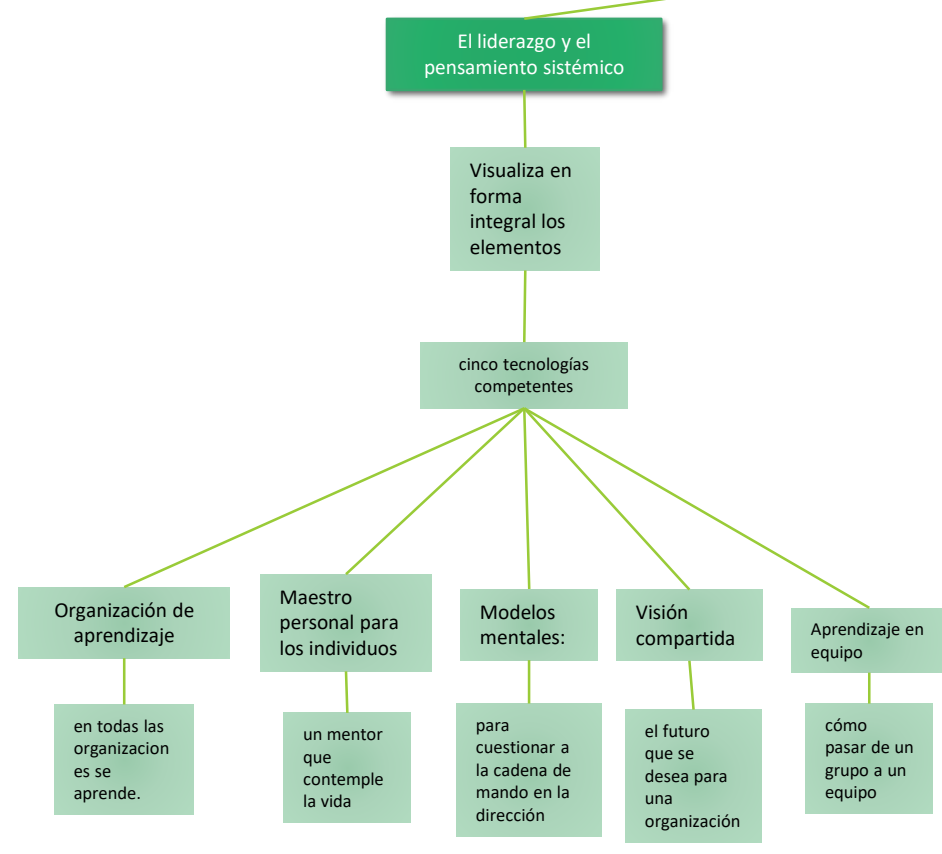 El liderazgo y el
pensamiento sistémico
Visualiza en
forma
integral los
elementos
cinco tecnologías
competentes
Organización de
aprendizaje
en todas las
organizacion
es se
aprende.
Maestro
personal para
los individuos
un mentor
que
contemple
la vida
Modelos
mentales:
para
cuestionar a
la cadena de
mando en la
dirección
Visión
compartida
el futuro
que se
desea para
una
organización
Aprendizaje en
equipo
cómo
pasar de un
grupo a un
equipo